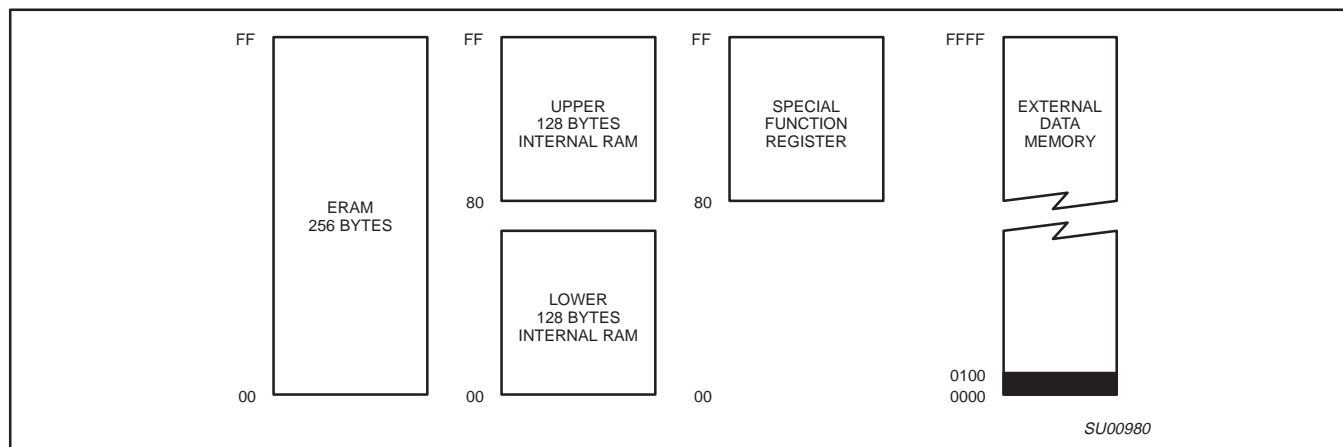 FF
ERAM
256 BYTES
00
FF
UPPER
128 BYTES
INTERNAL RAM
80
LOWER
128 BYTES
INTERNAL RAM
00
FF
SPECIAL
FUNCTION
REGISTER
80
00
FFFF
EXTERNAL
DATA
MEMORY
0100
0000
SU00980